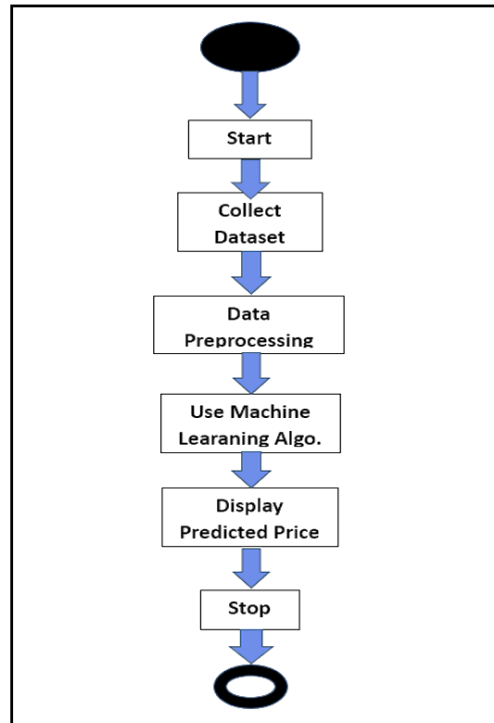 Start
Collect
Dataset
Data
Preprocessing
Use Machine
Learaning Algo.
Display
Predicted Price
Stop